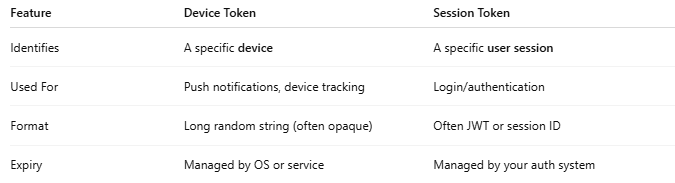 Feature Device Token Session Token
Identifies A specific device A specific user session
Used For Push notifications, device tracking Login/authentication
Format Long random string (often opaque) Often JWT or session ID
Expiry Managed by OS or service Managed by your auth system